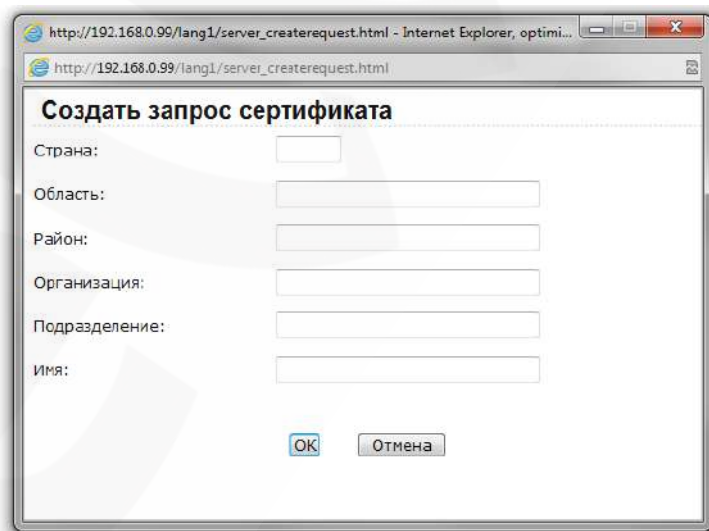 http://192.168.0.99/lang1/server_createrequest.html - Internet Explorer, optimi...
http://192.168.0.99/lang1/server_createrequest.html
Создать запрос сертификата
Страна:
Область:
Район:
Организация:
Подразделение:
Имя:
OK Отмена